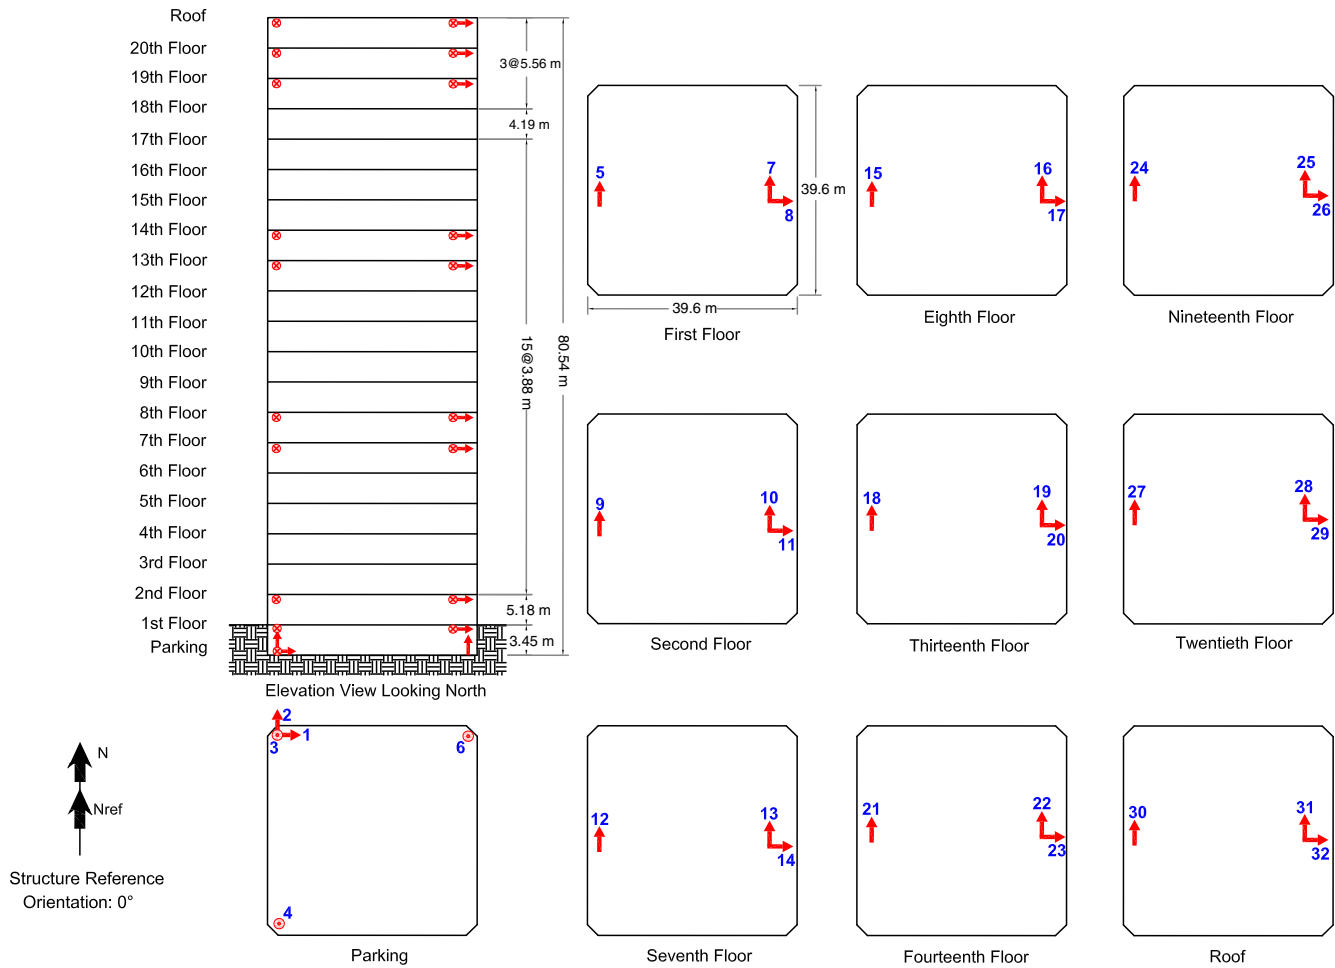 Roof
20th Floor
19th Floor
18th Floor
17th Floor
16th Floor
15th Floor
14th Floor
13th Floor
12th Floor
11th Floor
10th Floor
9th Floor
8th Floor
7th Floor
6th Floor
5th Floor
4th Floor
3rd Floor
2nd Floor
1st Floor
Parking
3@5.56 m
4.19 m
15@3.88 m
80.54 m
5.18 m
3.45 m
Elevation View Looking North
5
7
8
39.6 m
39.6 m
First Floor
15
16
17
Eighth Floor
24
25
26
Nineteenth Floor
9
10
11
Second Floor
18
19
20
Thirteenth Floor
27
28
29
Twentieth Floor
N
Nref
Structure Reference
Orientation: 0°
2
3
1
6
4
Parking
12
13
14
Seventh Floor
21
22
23
Fourteenth Floor
30
31
32
Roof